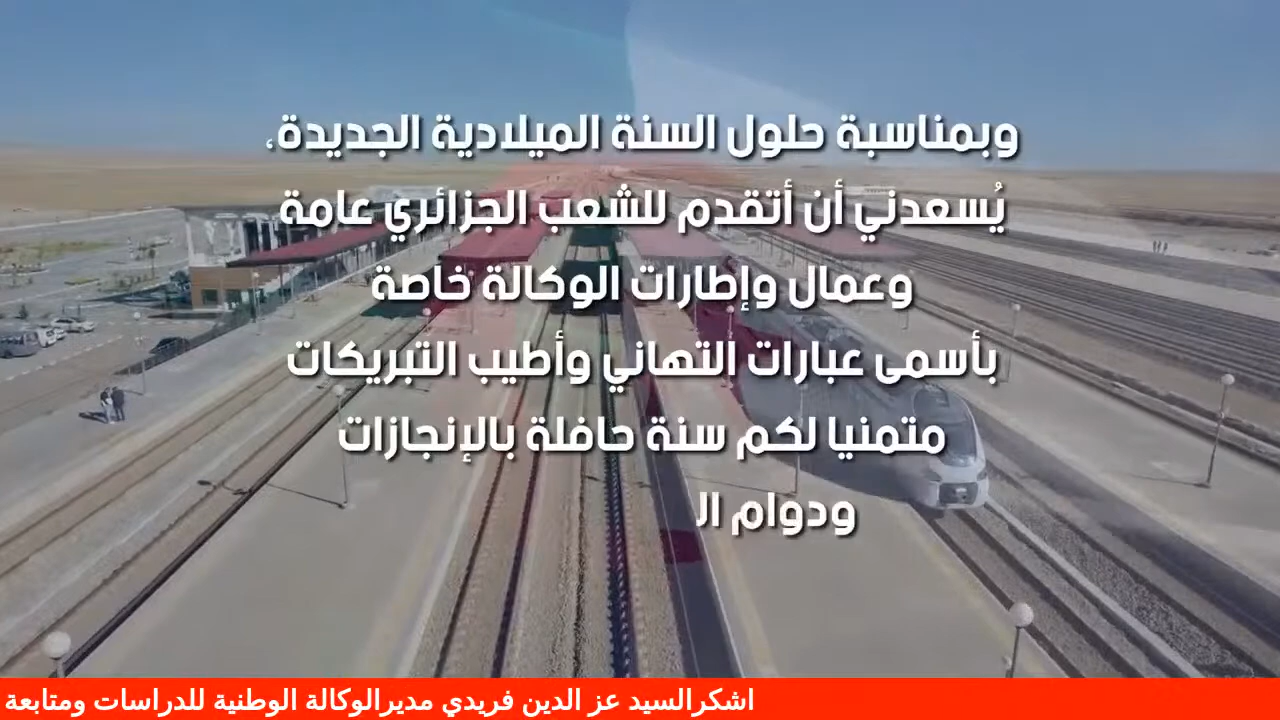 وبمناسبة حلول السنة الميلادية الجديدة،
يُسعدني أن أتقدم للشعب الجزائري عامة
وعمال وإطارات الوكالة خاصة
بأسمى عبارات التهاني وأطيب التبريكات
متمنيا لكم سنة حافلة بالإنجازات
ودوام ال
اشكرالسيد عز الدين فريدي مديرالوكالة الوطنية للدراسات ومتابعة